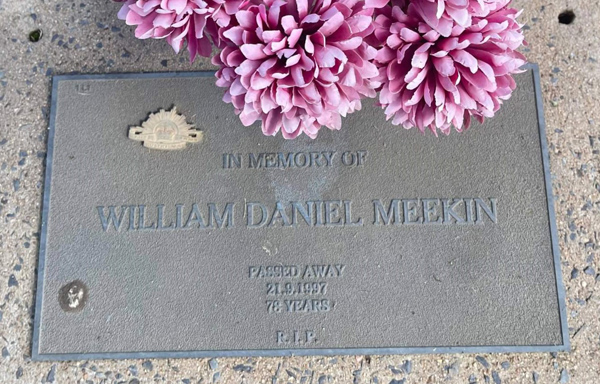 IN MEMORY OF
WILLIAM DANIEL MEEKIN
PASSED AWAY
21.9.1997
78 YEARS
R.I.P.